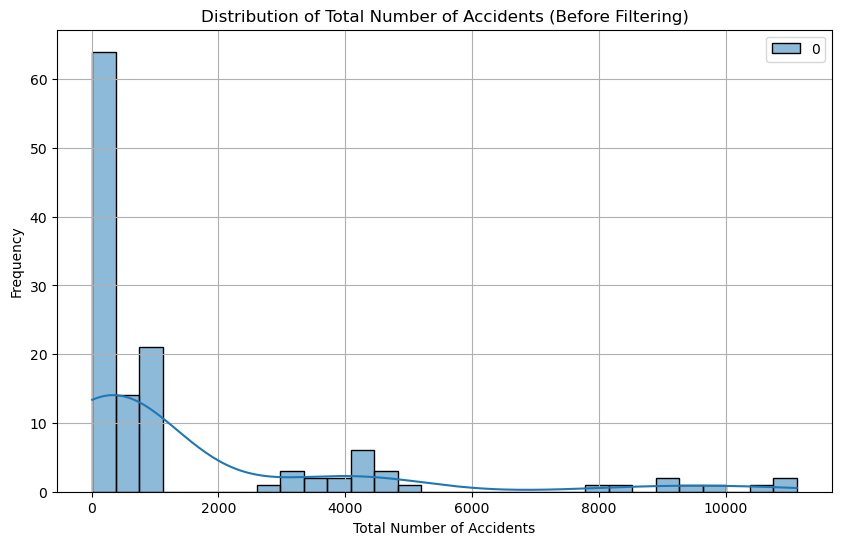 Distribution of Total Number of Accidents (Before Filtering)
0
60
50
40
30
20
10
0
Frequency
0 2000 4000 6000 8000 10000
Total Number of Accidents